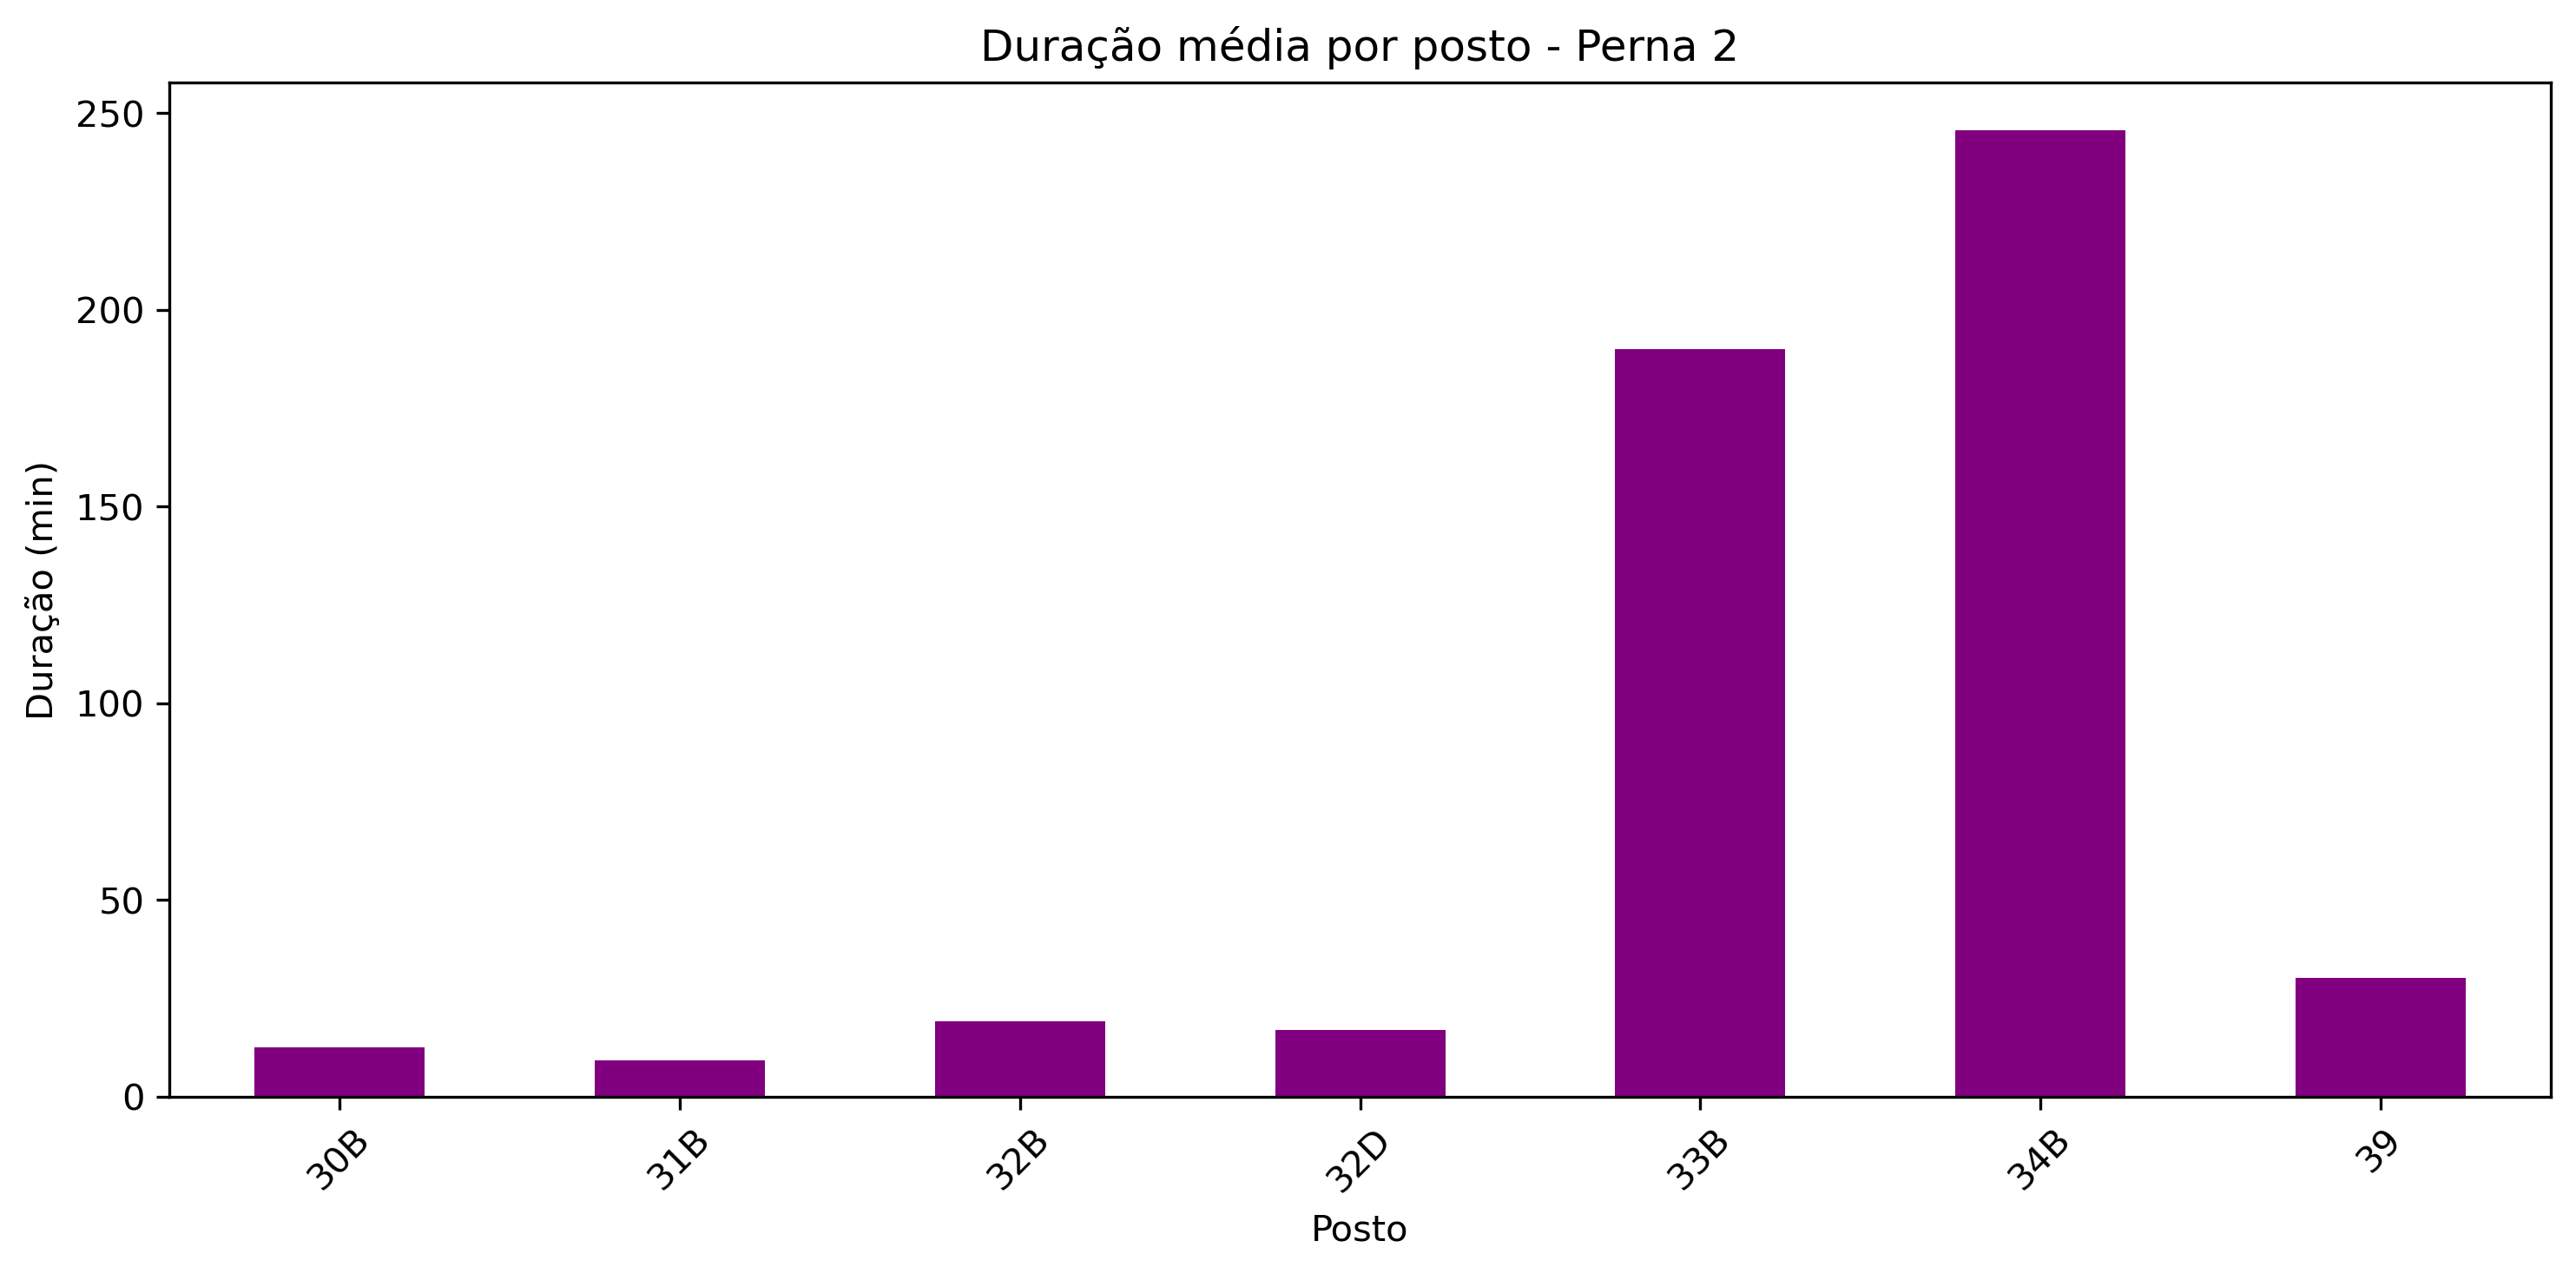 Duração média por posto - Perna 2
Duração (min)
250
200
150
100
50
0
30B
31B
32B
32D
33B
34B
39
Posto